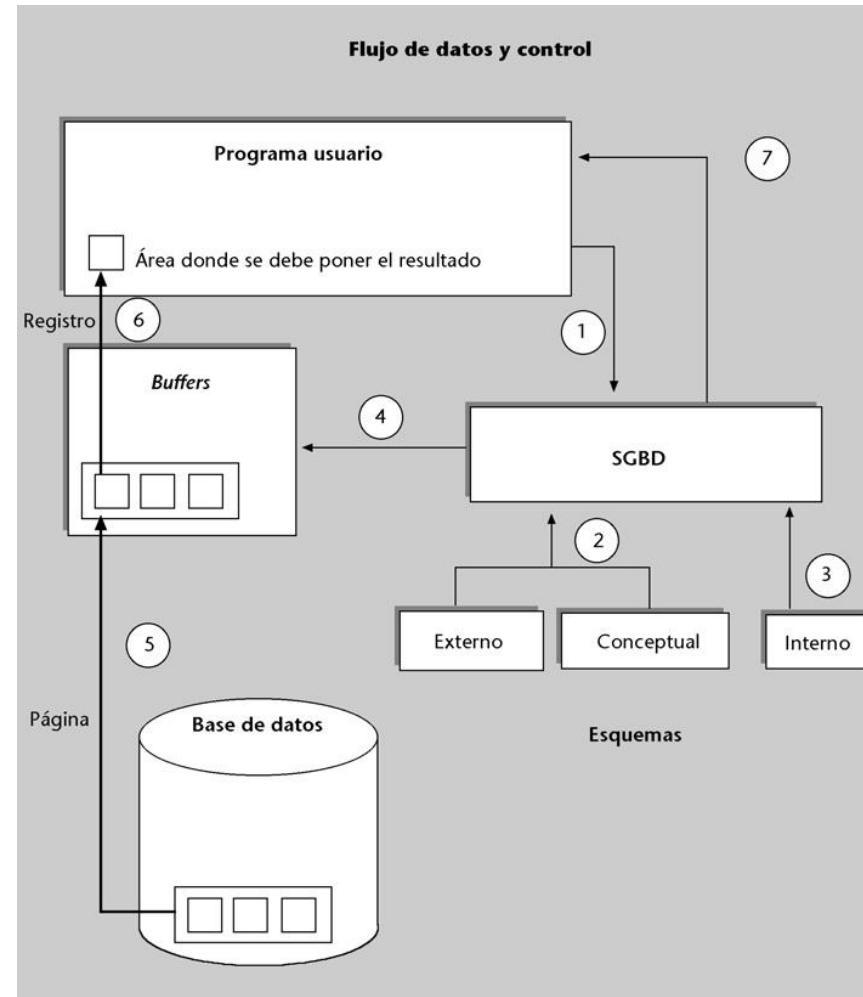 Flujo de datos y control
Programa usuario
7
Área donde se debe poner el resultado
Registro
6
1
Buffers
4
SGBD
2
3
Externo
Conceptual
Interno
5
Página
Base de datos
Esquemas